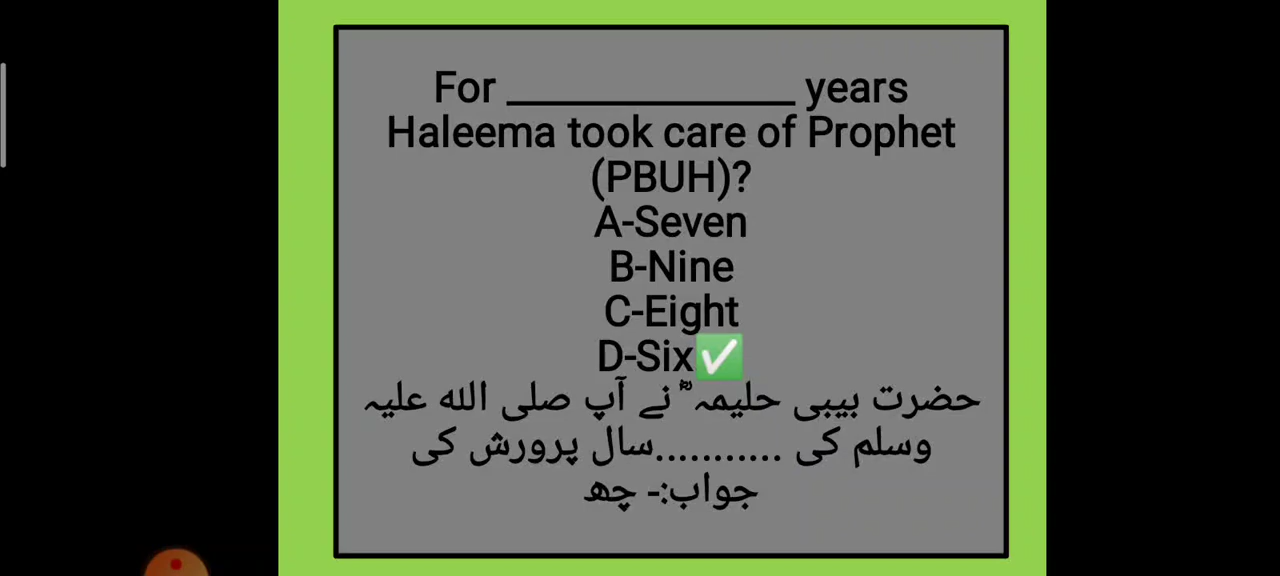 For ______________ years
Haleema took care of Prophet
(PBUH)?
A-Seven
B-Nine
C-Eight
D-Six✅
حضرت بیبی حلیمہ ؓ نے آپ صلی اللہ علیہ
وسلم کی ...........سال پرورش کی
جواب:- چھ